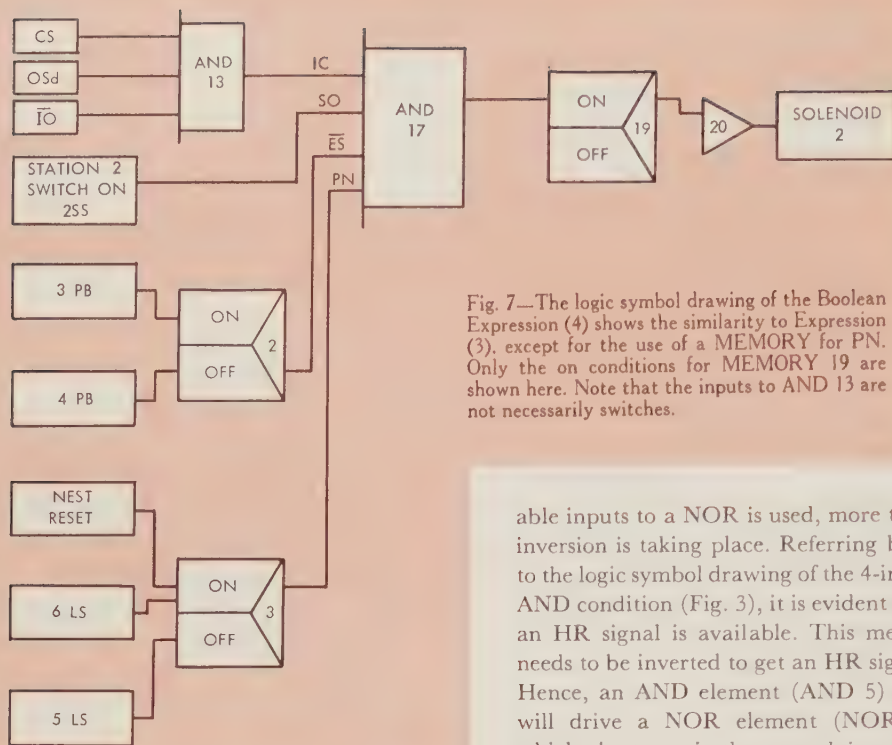 CS
OSd
I̅O̅
AND
13
IC
SO
E̅S̅
PN
AND
17
ON
OFF
19
20
SOLENOID
2
STATION 2
SWITCH ON
2SS
3 PB
4 PB
ON
OFF
2
NEST
RESET
6 LS
5 LS
ON
OFF
3
Fig. 7—The logic symbol drawing of the Boolean
Expression (4) shows the similarity to Expression
(3), except for the use of a MEMORY for PN.
Only the on conditions for MEMORY 19 are
shown here. Note that the inputs to AND 13 are
not necessarily switches.
able inputs to a NOR is used, more
inversion is taking place. Referring
to the logic symbol drawing of the
AND condition (Fig. 3), it is evident
an HR signal is available. This
needs to be inverted to get an HR
Hence, an AND element (AND 5)
will drive a NOR element (NOR